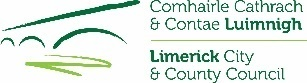 Comhairle Cathrach
& Contae Luimnigh
Limerick City
& County Council